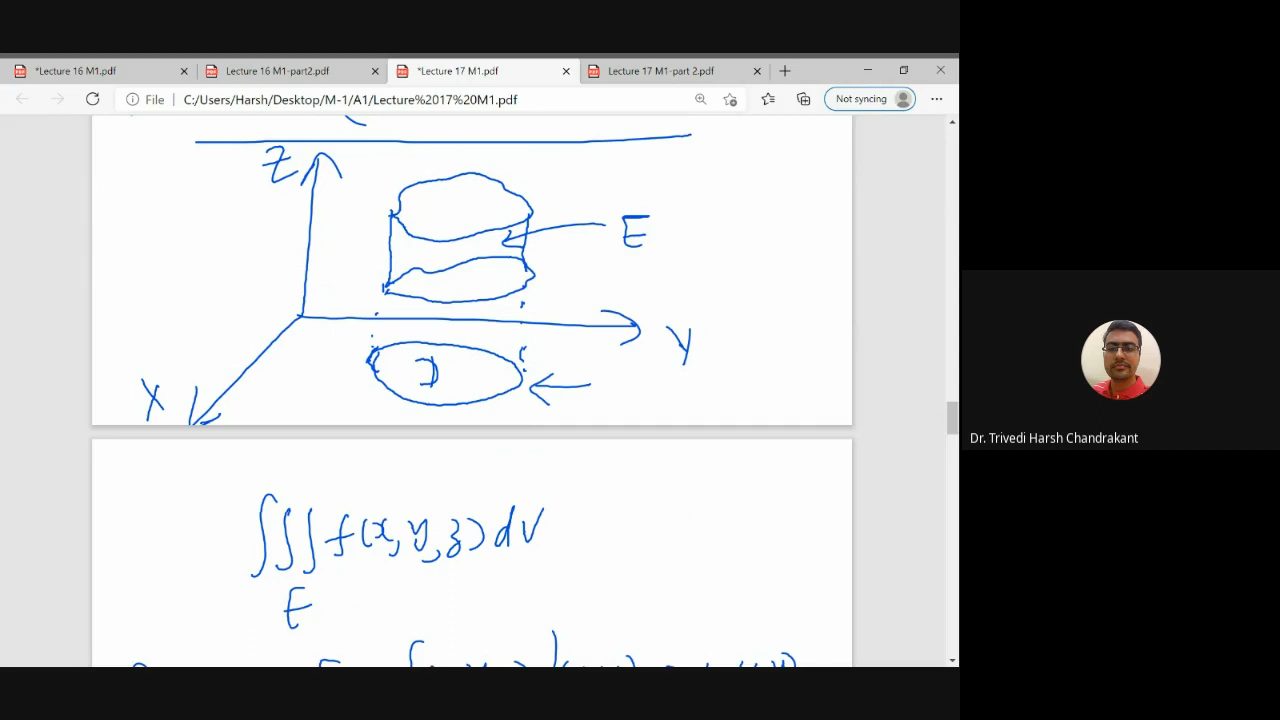 *Lecture 16 M1.pdf
Lecture 16 M1-part2.pdf
*Lecture 17 M1.pdf
Lecture 17 M1-part 2.pdf
File
C:/Users/Harsh/Desktop/M-1/A1/Lecture%2017%20M1.pdf
Not syncing
Z
E
Y
D
X
∭ f(x, y, z) dV
E
Dr. Trivedi Harsh Chandrakant